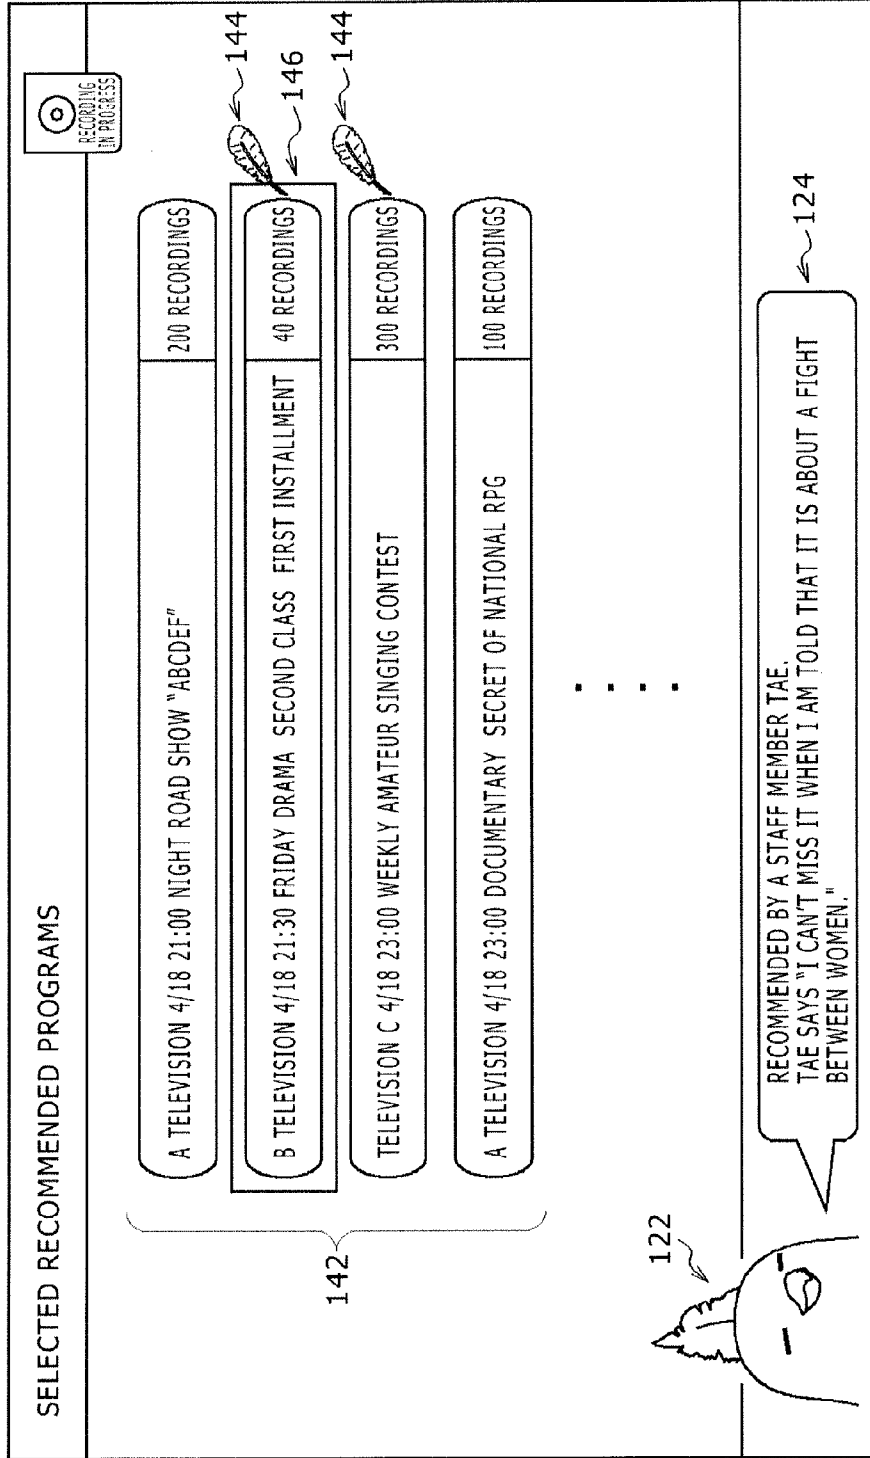 SELECTED RECOMMENDED PROGRAMS
RECORDING
IN PROGRESS
A TELEVISION 4/18 21:00 NIGHT ROAD SHOW "ABCDEF" 200 RECORDINGS
144
B TELEVISION 4/18 21:30 FRIDAY DRAMA SECOND CLASS FIRST INSTALLMENT 40 RECORDINGS
146
142
TELEVISION C 4/18 23:00 WEEKLY AMATEUR SINGING CONTEST 300 RECORDINGS
144
A TELEVISION 4/18 23:00 DOCUMENTARY SECRET OF NATIONAL RPG 100 RECORDINGS
122
RECOMMENDED BY A STAFF MEMBER TAE.
TAE SAYS "I CAN'T MISS IT WHEN I AM TOLD THAT IT IS ABOUT A FIGHT
BETWEEN WOMEN."
124